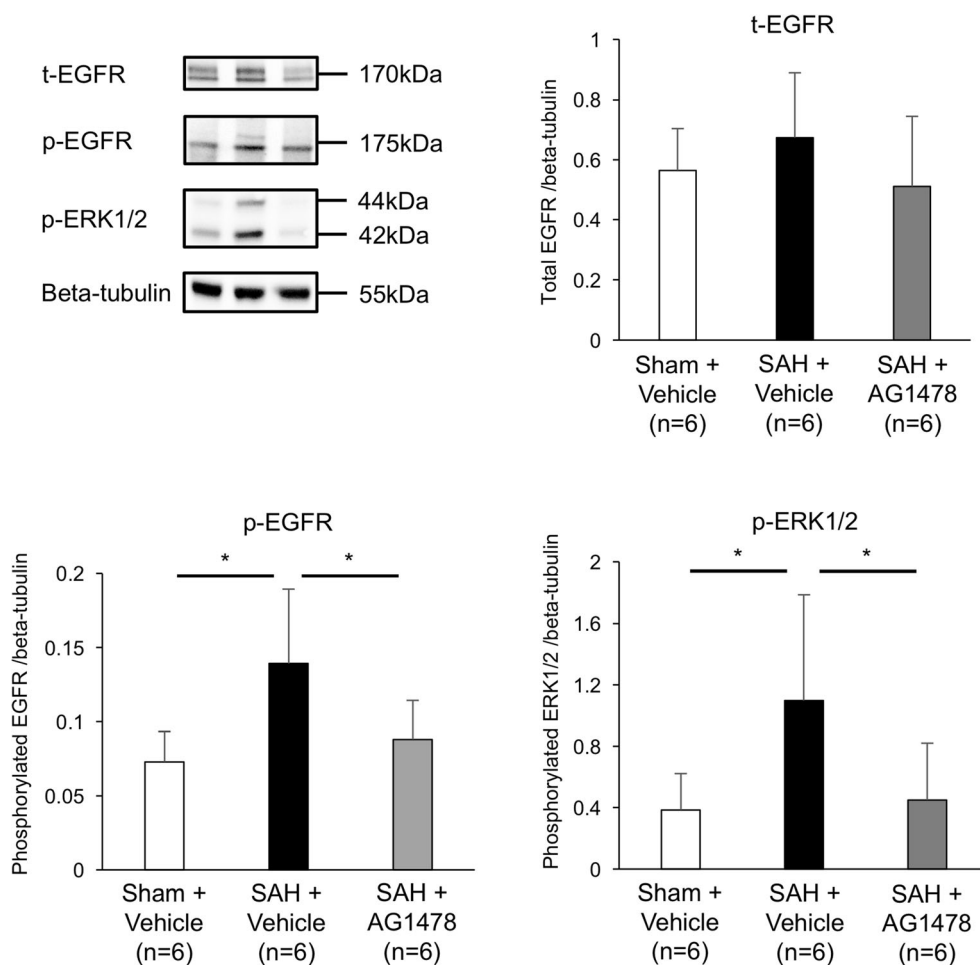 t-EGFR
170kDa
p-EGFR
175kDa
p-ERK1/2
44kDa
42kDa
Beta-tubulin
55kDa
t-EGFR
Total EGFR /beta-tubulin
1
0.8
0.6
0.4
0.2
0
Sham +
Vehicle
(n=6)
SAH +
Vehicle
(n=6)
SAH +
AG1478
(n=6)
p-EGFR
Phosphorylated EGFR /beta-tubulin
* *
0.2
0.15
0.1
0.05
0
Sham +
Vehicle
(n=6)
SAH +
Vehicle
(n=6)
SAH +
AG1478
(n=6)
p-ERK1/2
Phosphorylated ERK1/2 /beta-tubulin
* *
2
1.6
1.2
0.8
0.4
0
Sham +
Vehicle
(n=6)
SAH +
Vehicle
(n=6)
SAH +
AG1478
(n=6)